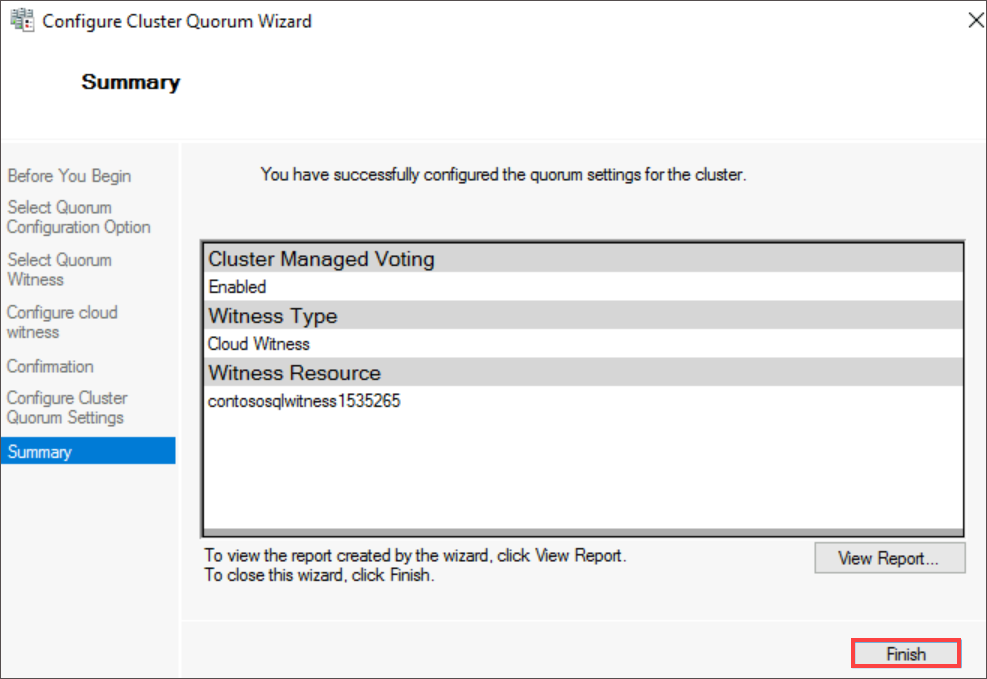 Configure Cluster Quorum Wizard
Summary
Before You Begin
Select Quorum
Configuration Option
Select Quorum
Witness
Configure cloud
witness
Confirmation
Configure Cluster
Quorum Settings
Summary
You have successfully configured the quorum settings for the cluster.
Cluster Managed Voting
Enabled
Witness Type
Cloud Witness
Witness Resource
contososqlwitness1535265
To view the report created by the wizard, click View Report.
To close this wizard, click Finish.
View Report...
Finish